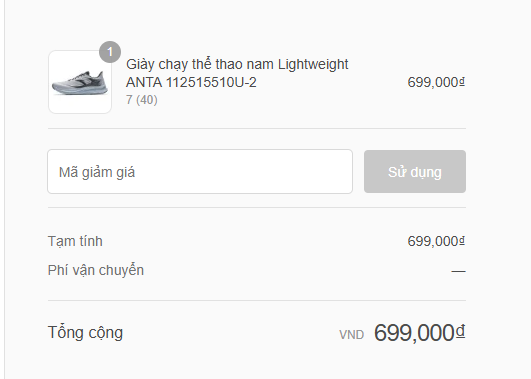 1
Giày chạy thể thao nam Lightweight
ANTA 112515510U-2
699,000₫
7 (40)
Mã giảm giá
Sử dụng
Tạm tính
699,000₫
Phí vận chuyển
—
Tổng cộng
VND 699,000₫